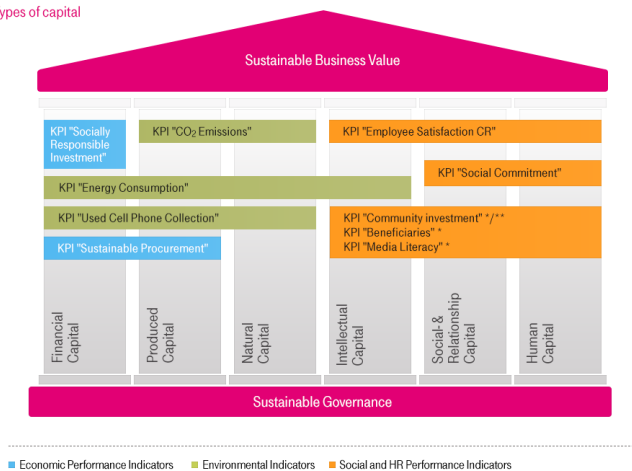 ypes of capital
Sustainable Business Value
KPI "Socially
Responsible
Investment"
KPI "CO₂ Emissions"
KPI "Employee Satisfaction CR"
KPI "Social Commitment"
KPI "Energy Consumption"
KPI "Used Cell Phone Collection"
KPI "Community investment" */**
KPI "Beneficiaries" *
KPI "Media Literacy" *
KPI "Sustainable Procurement"
Financial
Capital
Produced
Capital
Natural
Capital
Intellectual
Capital
Social- &
Relationship
Capital
Human
Capital
Sustainable Governance
Economic Performance Indicators
Environmental Indicators
Social and HR Performance Indicators